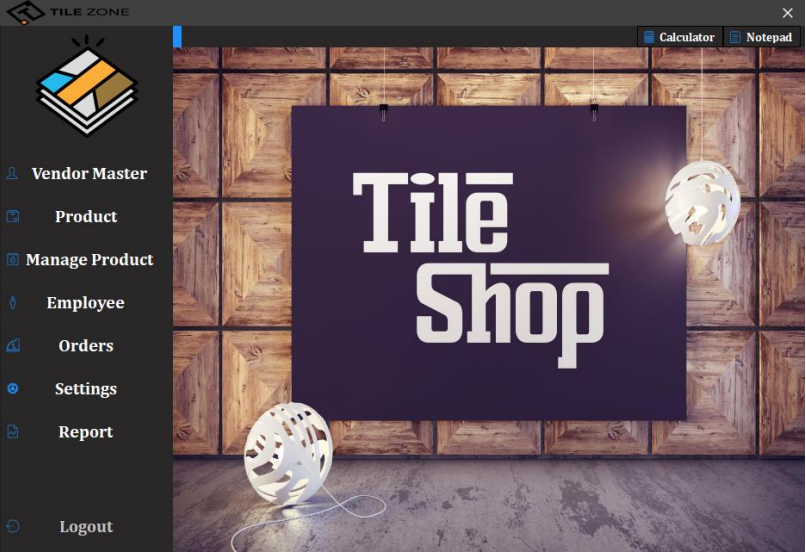 TILE ZONE
Calculator
Notepad
Vendor Master
Product
Manage Product
Employee
Orders
Settings
Report
Logout
Tile
Shop